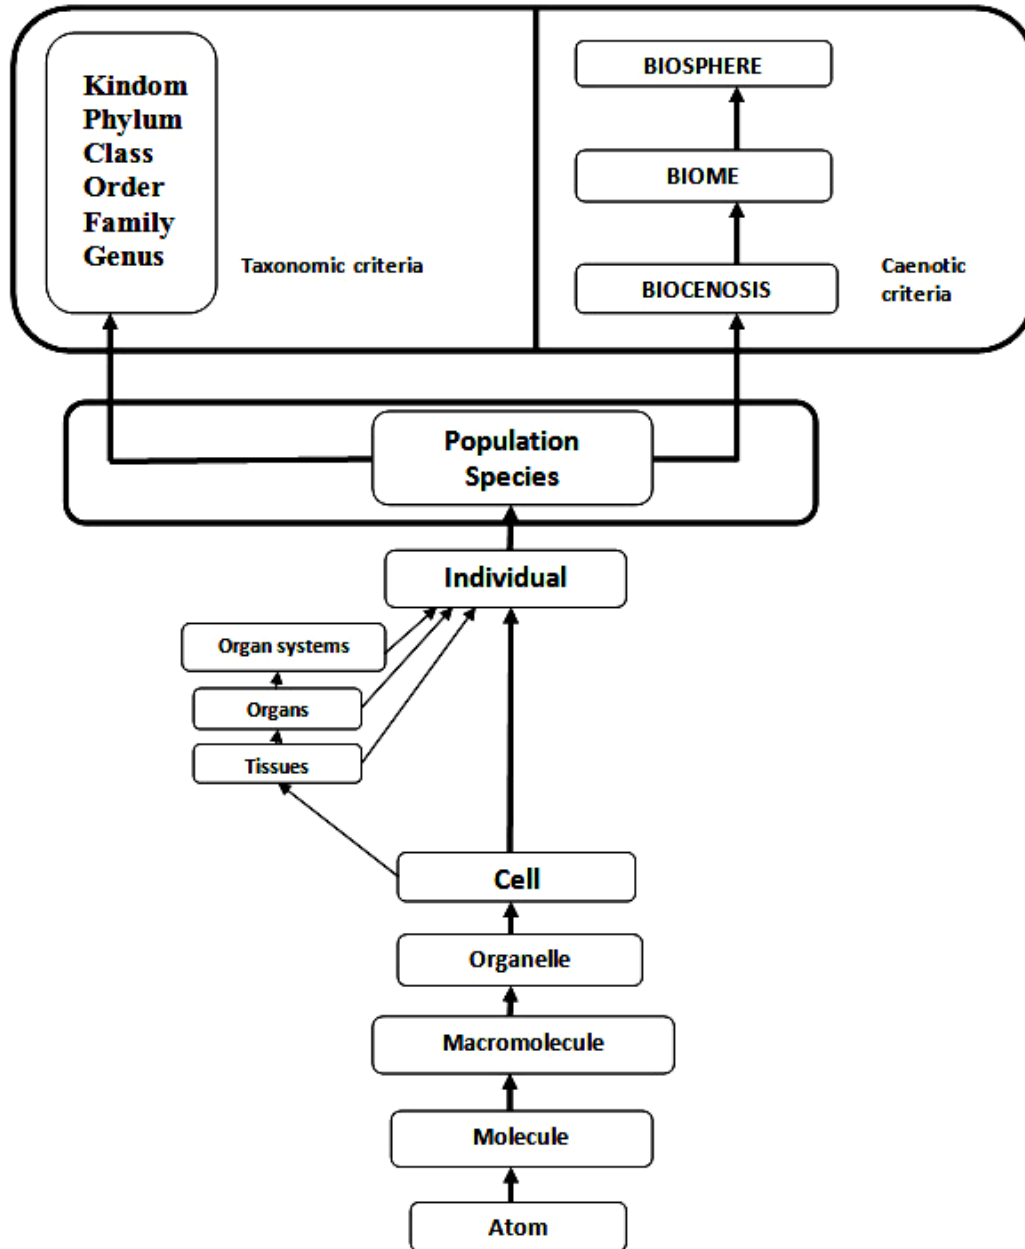 Kindom
Phylum
Class
Order
Family
Genus
Taxonomic criteria
BIOSPHERE
BIOME
BIOCENOSIS
Caenotic
criteria
Population
Species
Individual
Organ systems
Organs
Tissues
Cell
Organelle
Macromolecule
Molecule
Atom